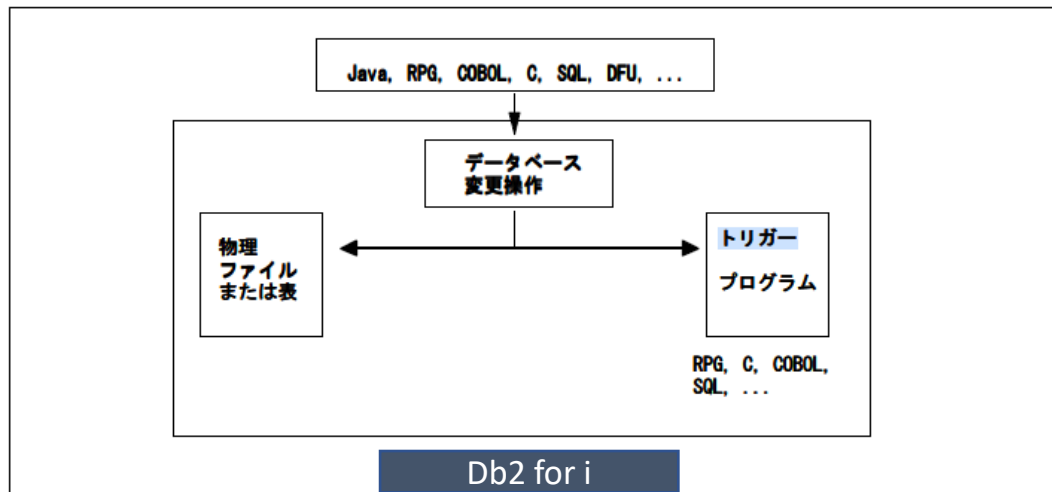 Java, RPG, COBOL, C, SQL, DFU, ...
データベース
変更操作
物理
ファイル
または表
トリガー
プログラム
RPG, C, COBOL,
SQL, ...
Db2 for i